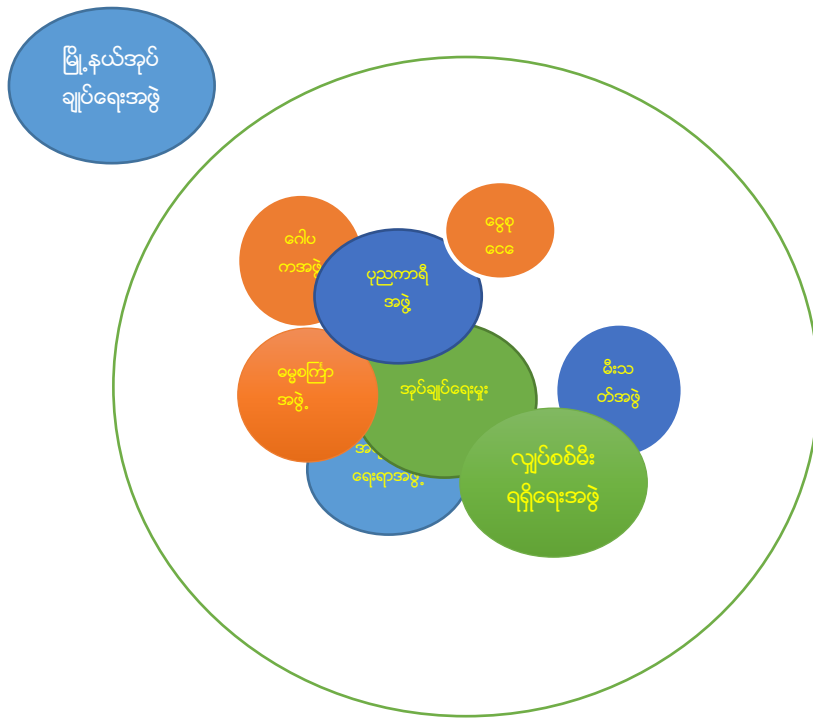 မြို့နယ်အုပ်
ချုပ်ရေးအဖွဲ
ငွေစု
ငေေ
ဂေါပ
ကအဖွဲ့
ပုညကာရီ
အဖွဲ့
မီးသ
တ်အဖွဲ
ဓမ္မစကြာ
အဖွဲ့
အုပ်ချုပ်ရေးမှုး
ရေးရာအဖွဲ့
လျှပ်စစ်မီး
ရရှိရေးအဖွဲ